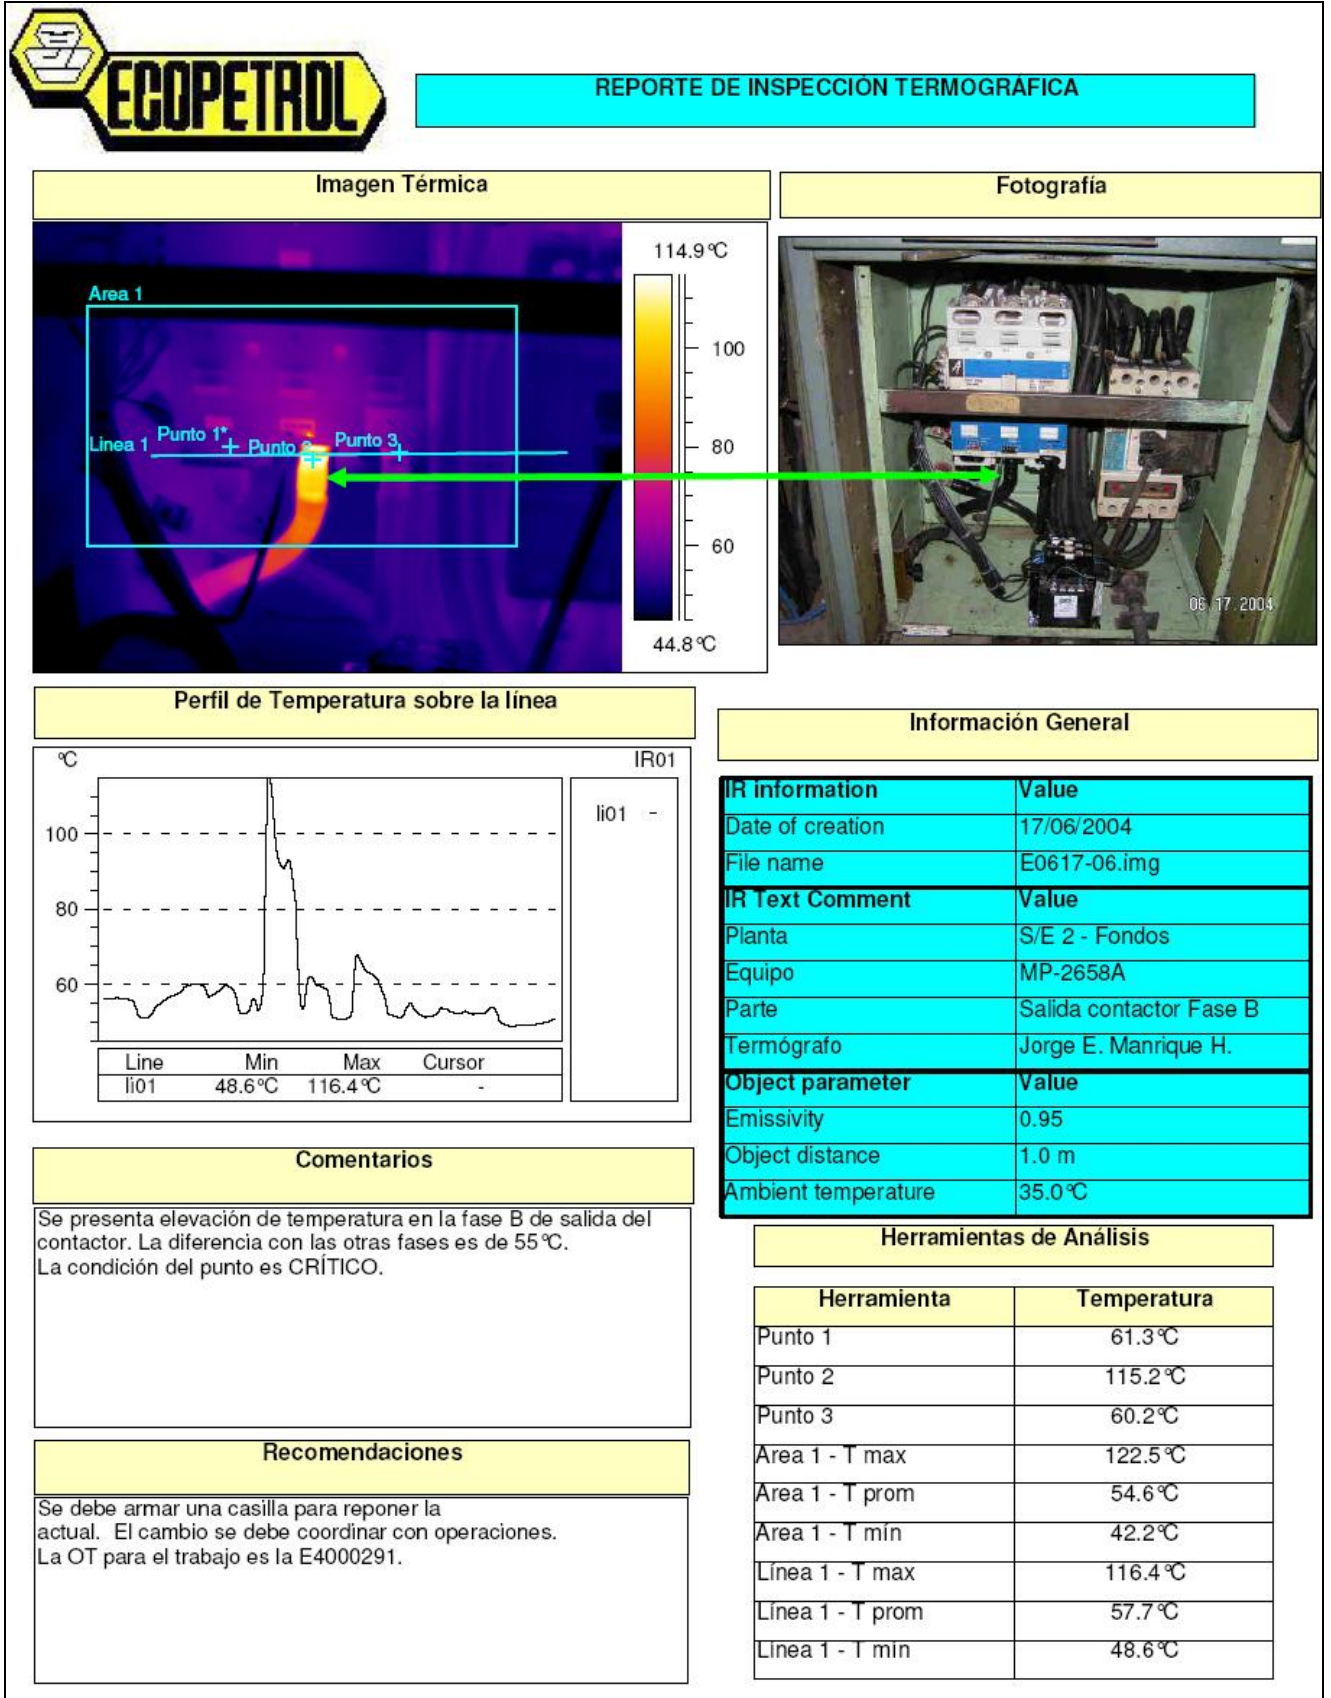 ECOPETROL
REPORTE DE INSPECCIÓN TERMOGRÁFICA
Imagen Térmica
Fotografía
Area 1
Linea 1
Punto 1*
Punto 2
Punto 3
114.9°C
100
80
60
44.8°C
06 17 2004
Perfil de Temperatura sobre la línea
°C
IR01
100
80
60
li01 -
Line Min Max Cursor
li01 48.6°C 116.4°C -
Información General
IR information Value
Date of creation 17/06/2004
File name E0617-06.img
IR Text Comment Value
Planta S/E 2 - Fondos
Equipo MP-2658A
Parte Salida contactor Fase B
Termógrafo Jorge E. Manrique H.
Object parameter Value
Emissivity 0.95
Object distance 1.0 m
Ambient temperature 35.0°C
Comentarios
Se presenta elevación de temperatura en la fase B de salida del
contactor. La diferencia con las otras fases es de 55°C.
La condición del punto es CRÍTICO.
Recomendaciones
Se debe armar una casilla para reponer la
actual. El cambio se debe coordinar con operaciones.
La OT para el trabajo es la E4000291.
Herramientas de Análisis
Herramienta Temperatura
Punto 1 61.3°C
Punto 2 115.2°C
Punto 3 60.2°C
Area 1 - T max 122.5°C
Area 1 - T prom 54.6°C
Area 1 - T mín 42.2°C
Línea 1 - T max 116.4°C
Línea 1 - T prom 57.7°C
Línea 1 - T min 48.6°C